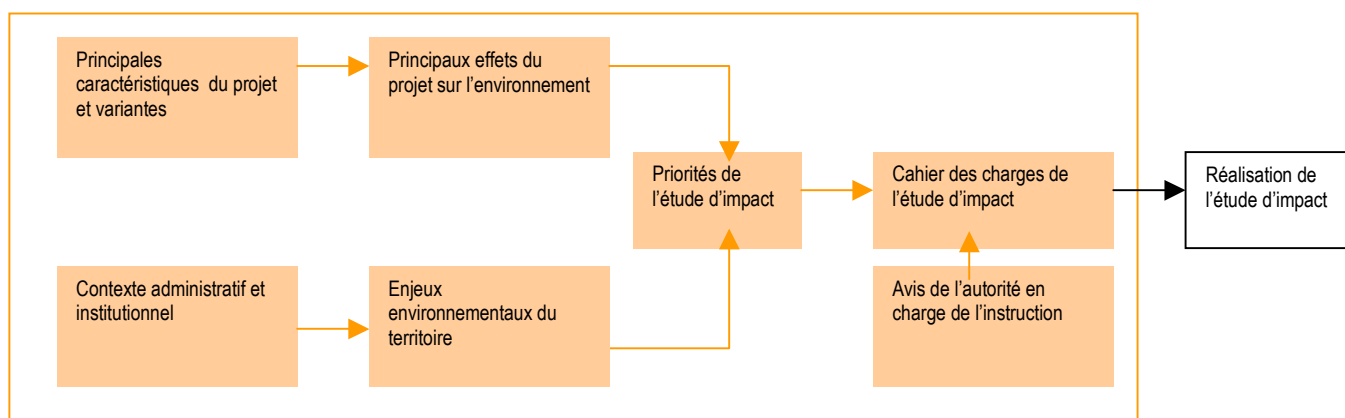 Principales
caractéristiques du projet
et variantes
Principaux effets du
projet sur l’environnement
Priorités de
l’étude d’impact
Cahier des charges de
l’étude d’impact
Réalisation de
l’étude d’impact
Contexte administratif et
institutionnel
Enjeux
environnementaux du
territoire
Avis de l’autorité en
charge de l’instruction